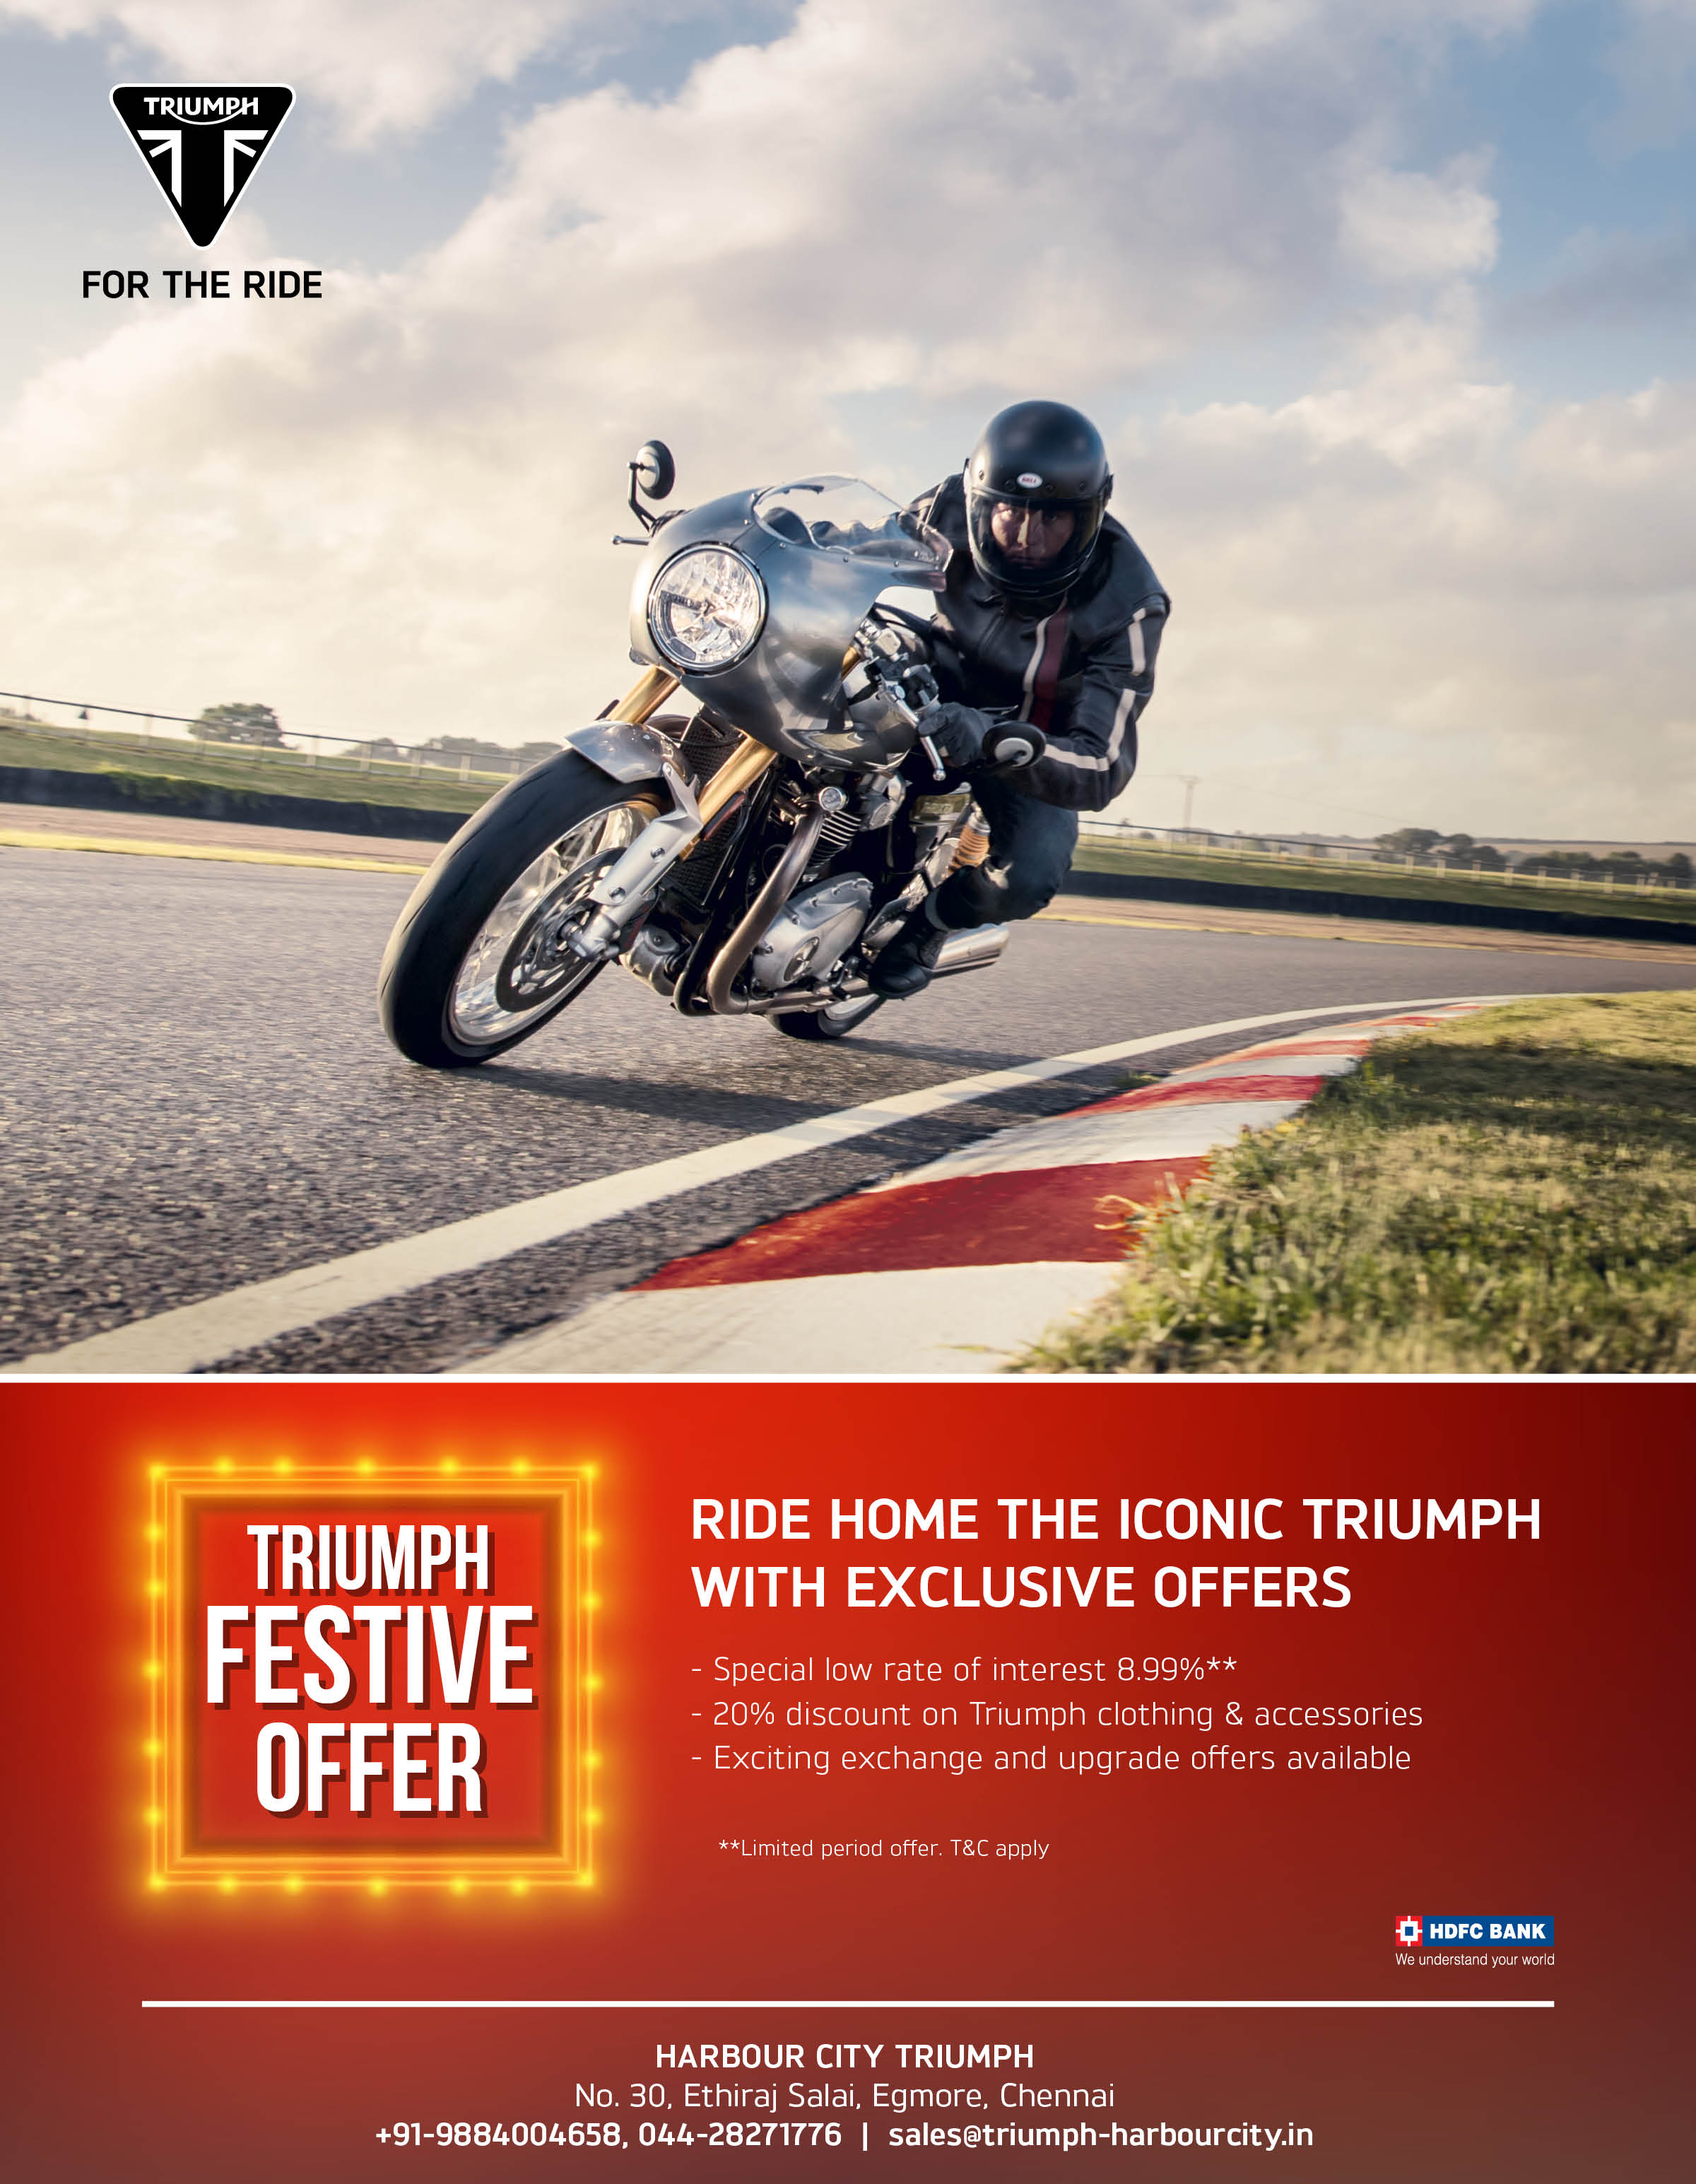 TRIUMPH
FOR THE RIDE
BELL
TRIUMPH
FESTIVE
OFFER
RIDE HOME THE ICONIC TRIUMPH
WITH EXCLUSIVE OFFERS
- Special low rate of interest 8.99%**
- 20% discount on Triumph clothing & accessories
- Exciting exchange and upgrade offers available
**Limited period offer. T&C apply
HDFC BANK
We understand your world
HARBOUR CITY TRIUMPH
No. 30, Ethiraj Salai, Egmore, Chennai
+91-9884004658, 044-28271776 | sales@triumph-harbourcity.in